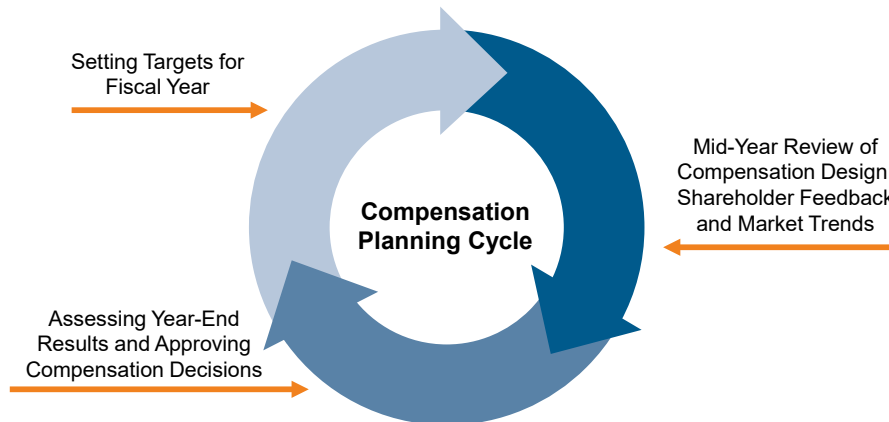 Setting Targets for
Fiscal Year
Mid-Year Review of
Compensation Design
Shareholder Feedback
and Market Trends
Compensation
Planning Cycle
Assessing Year-End
Results and Approving
Compensation Decisions